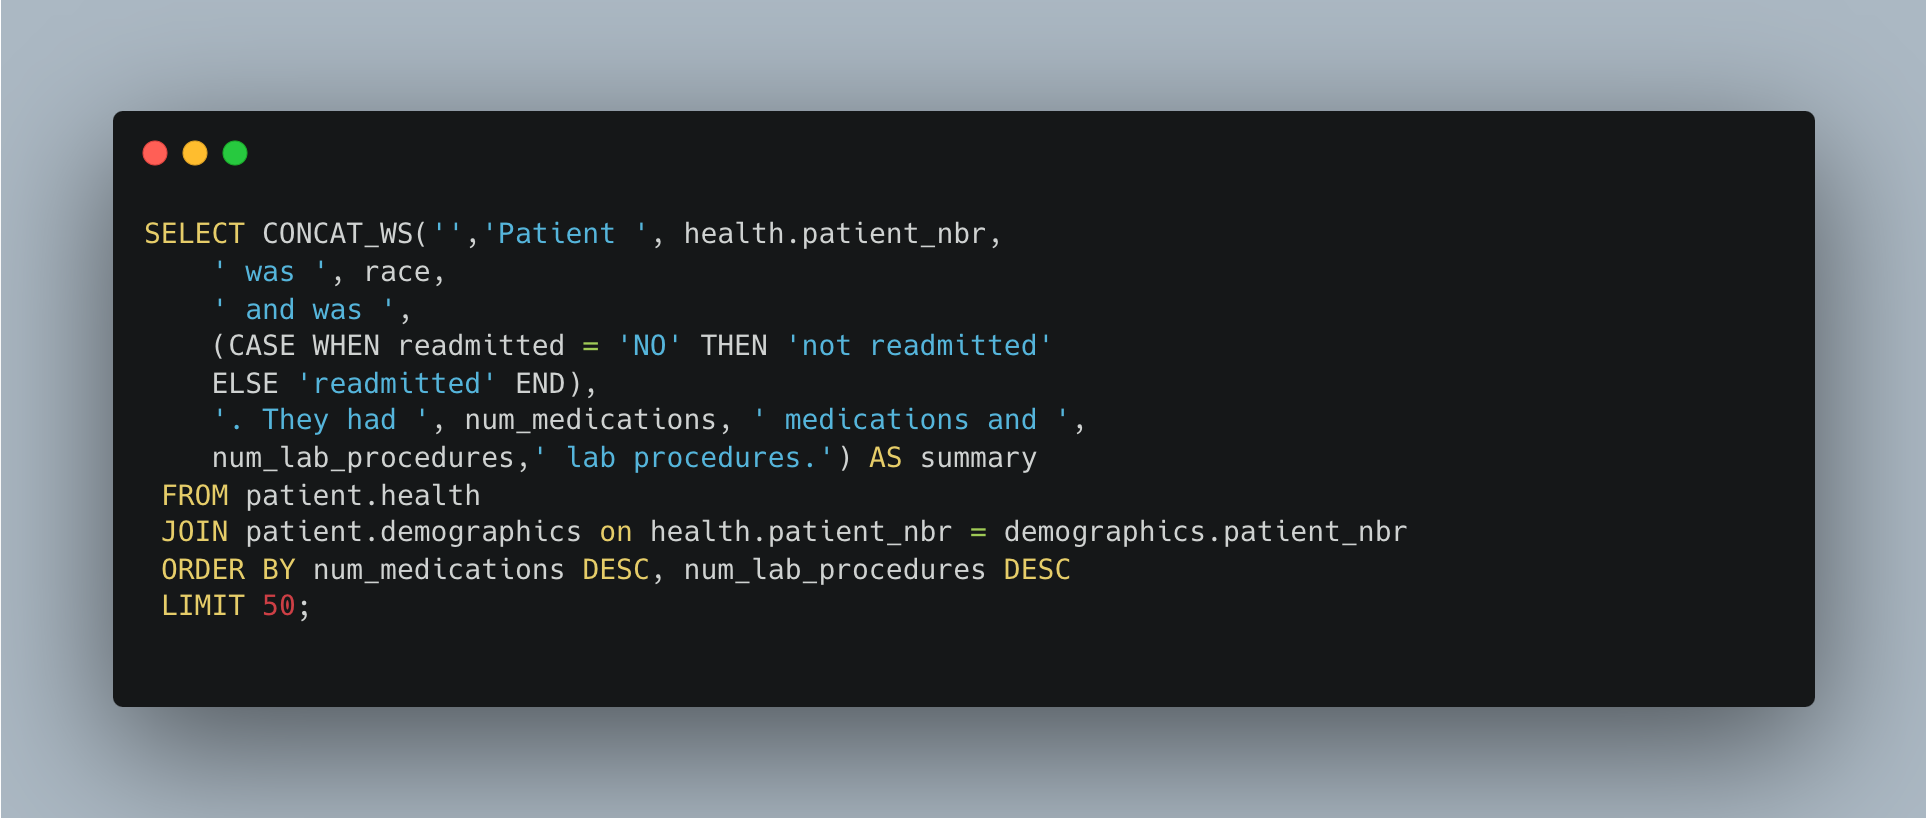 SELECT CONCAT_WS('','Patient ', health.patient_nbr,
    ' was ', race,
    ' and was ',
    (CASE WHEN readmitted = 'NO' THEN 'not readmitted'
    ELSE 'readmitted' END),
    '. They had ', num_medications, ' medications and ',
    num_lab_procedures,' lab procedures.') AS summary
 FROM patient.health
 JOIN patient.demographics on health.patient_nbr = demographics.patient_nbr
 ORDER BY num_medications DESC, num_lab_procedures DESC
 LIMIT 50;